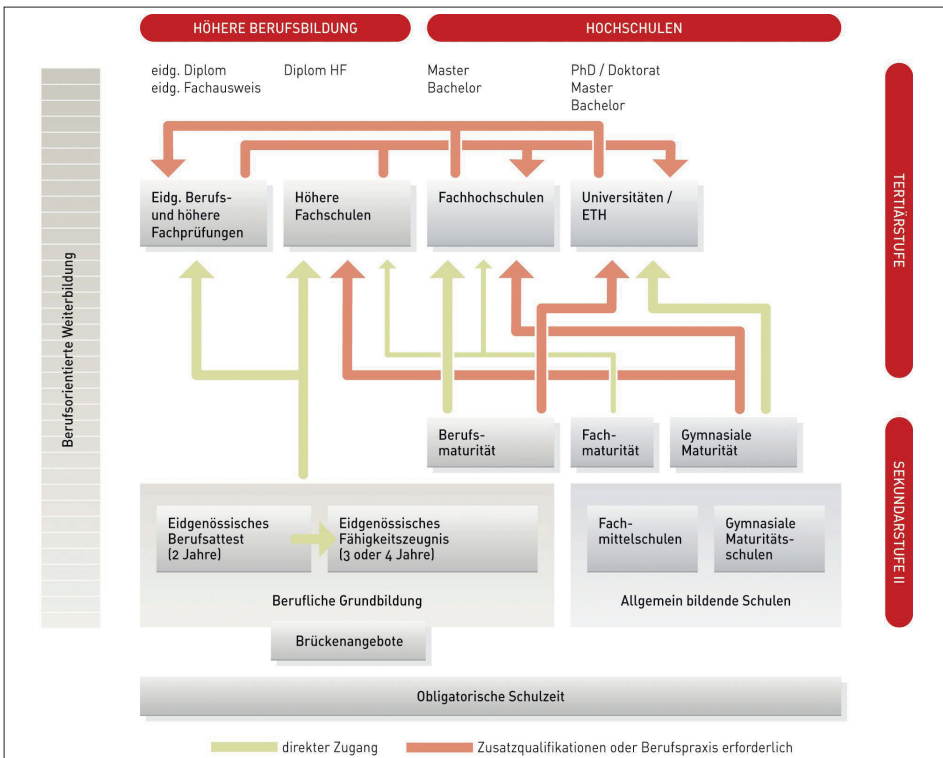 HÖHERE BERUFSBILDUNG
HOCHSCHULEN
eidg. Diplom
eidg. Fachausweis
Diplom HF
Master
Bachelor
PhD / Doktorat
Master
Bachelor
TERTIÄRSTUFE
Berufsorientierte Weiterbildung
Eidg. Berufs-
und höhere
Fachprüfungen
Höhere
Fachschulen
Fachhochschulen
Universitäten /
ETH
Berufs-
maturität
Fach-
maturität
Gymnasiale
Maturität
SEKUNDARSTUFE II
Eidgenössisches
Berufsattest
(2 Jahre)
Eidgenössisches
Fähigkeitszeugnis
(3 oder 4 Jahre)
Fach-
mittelschulen
Gymnasiale
Maturitäts-
schulen
Berufliche Grundbildung
Allgemein bildende Schulen
Brückenangebote
Obligatorische Schulzeit
direkter Zugang
Zusatzqualifikationen oder Berufspraxis erforderlich